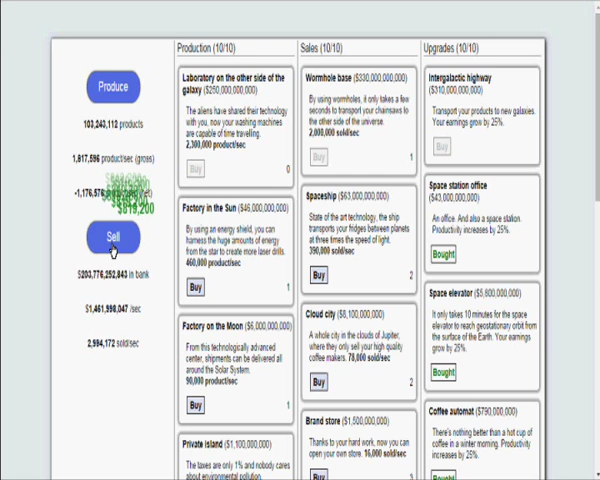 Production (10/10)
Sales (10/10)
Upgrades (10/10)
Produce
103,243,112 products
1,817,596 product/sec (gross)
-1,176,576
$819,200
Sell
$203,776,252,843 in bank
$1,461,998,047 /sec
2,994,172 sold/sec
Laboratory on the other side of the
galaxy ($250,000,000,000)
The aliens have shared their technology
with you, now your washing machines
are capable of time travelling.
2,300,000 product/sec
Buy
0
Factory in the Sun ($46,000,000,000)
By using an energy shield, you can
harness the huge amounts of energy
from the star to create more laser drills.
460,000 product/sec
Buy
1
Factory on the Moon ($6,000,000,000)
From this technologically advanced
center, shipments can be delivered all
around the Solar System.
90,000 product/sec
Buy
1
Private island ($1,100,000,000)
The taxes are only 1% and nobody cares
about environmental pollution.
Wormhole base ($330,000,000,000)
By using wormholes, it only takes a few
seconds to transport your chainsaws to
the other side of the universe.
2,000,000 sold/sec
Buy
1
Spaceship ($63,000,000,000)
State of the art technology, the ship
transports your fridges between planets
at three times the speed of light.
390,000 sold/sec
Buy
2
Cloud city ($8,100,000,000)
A whole city in the clouds of Jupiter,
where they only sell your high quality
coffee makers. 78,000 sold/sec
Buy
2
Brand store ($1,500,000,000)
Thanks to your hard work, now you can
open your own store. 16,000 sold/sec
Buy
3
Intergalactic highway
($310,000,000,000)
Transport your products to new galaxies.
Your earnings grow by 25%.
Buy
Space station office
($43,000,000,000)
An office. And also a space station.
Productivity increases by 25%.
Bought
Space elevator ($5,600,000,000)
It only takes 10 minutes for the space
elevator to reach geostationary orbit from
the surface of the Earth. Your earnings
grow by 25%.
Bought
Coffee automat ($790,000,000)
There's nothing better than a hot cup of
coffee in a winter morning. Productivity
increases by 25%.
Bought